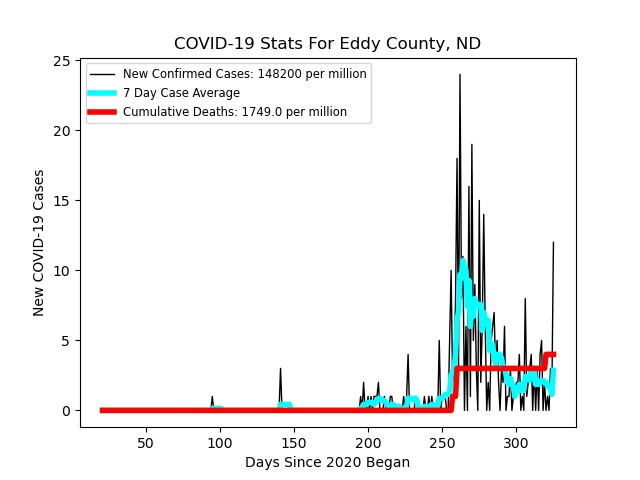 COVID-19 Stats For Eddy County, ND
New Confirmed Cases: 148200 per million
7 Day Case Average
Cumulative Deaths: 1749.0 per million
New COVID-19 Cases
25
20
15
10
5
0
50 100 150 200 250 300
Days Since 2020 Began